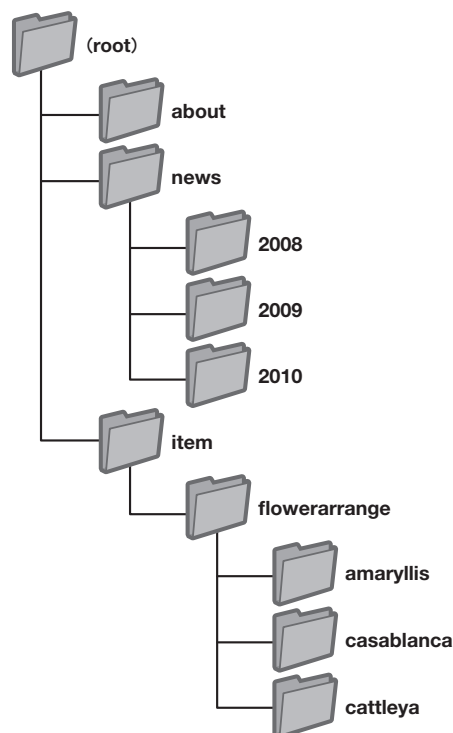 (root)
about
news
2008
2009
2010
item
flowerarrange
amaryllis
casablanca
cattleya